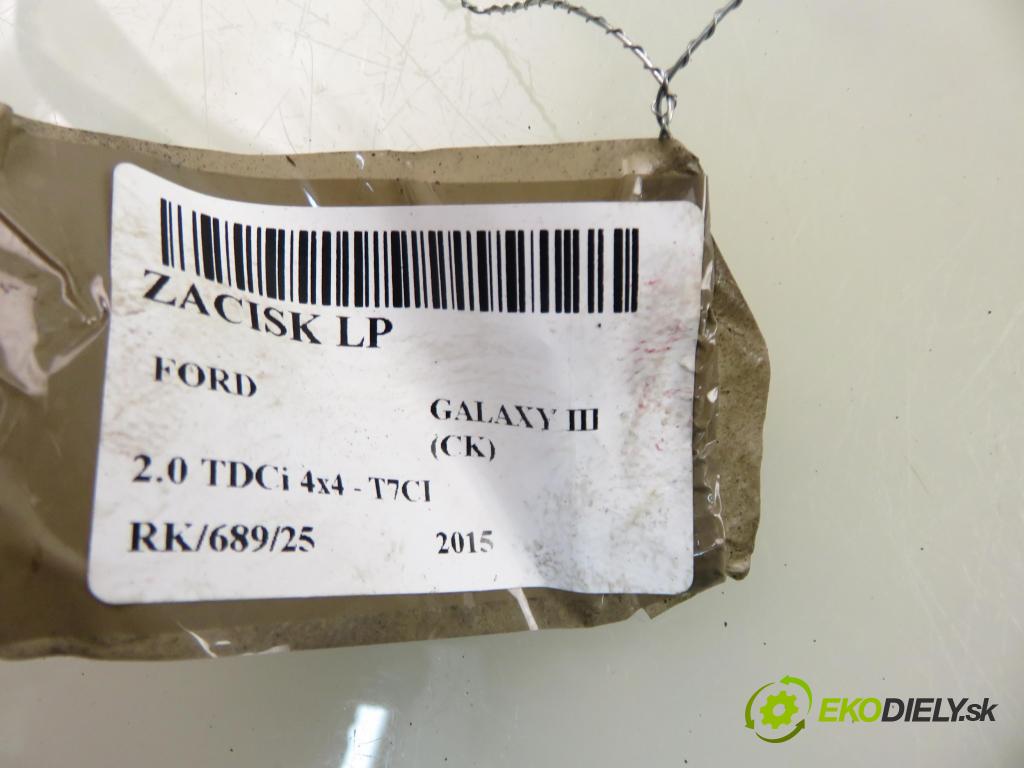 ZACISK LP
FORD
GALAXY III
(CK)
2.0 TDCi 4x4 - T7CI
RK/689/25 2015
EKODIELY.sk